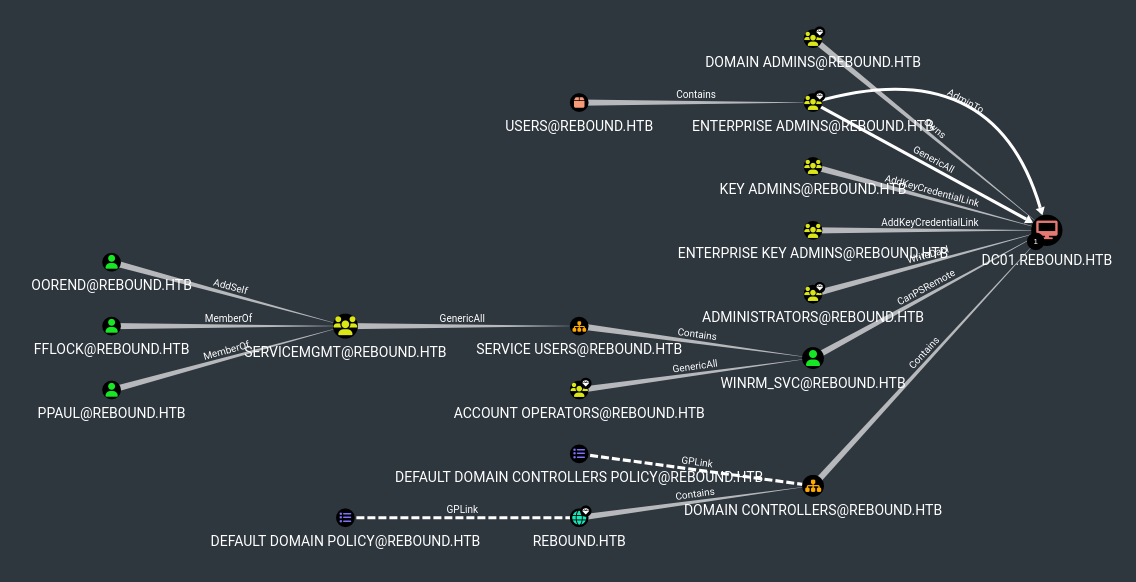 DOMAIN ADMINS@REBOUND.HTB
Contains
AdminTo
USERS@REBOUND.HTB
ENTERPRISE ADMINS@REBOUND.HTB
Owns
GenericAll
KEY ADMINS@REBOUND.HTB
AddKeyCredentialLink
AddKeyCredentialLink
ENTERPRISE KEY ADMINS@REBOUND.HTB
1
DC01.REBOUND.HTB
OOREND@REBOUND.HTB
AddSelf
CanPSRemote
MemberOf
GenericAll
ADMINISTRATORS@REBOUND.HTB
FFLOCK@REBOUND.HTB
MemberOf
SERVICEMGMT@REBOUND.HTB
SERVICE USERS@REBOUND.HTB
Contains
Contains
GenericAll
WINRM_SVC@REBOUND.HTB
PPAUL@REBOUND.HTB
ACCOUNT OPERATORS@REBOUND.HTB
GPLink
DEFAULT DOMAIN CONTROLLERS POLICY@REBOUND.HTB
Contains
GPLink
DOMAIN CONTROLLERS@REBOUND.HTB
DEFAULT DOMAIN POLICY@REBOUND.HTB
REBOUND.HTB